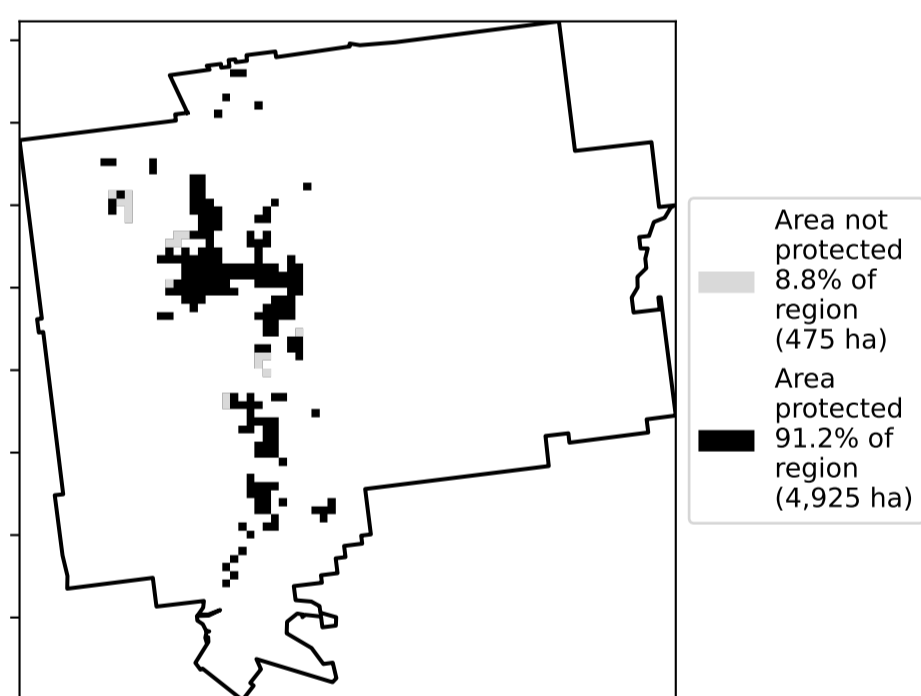 Area not
protected
8.8% of
region
(475 ha)
Area
protected
91.2% of
region
(4,925 ha)